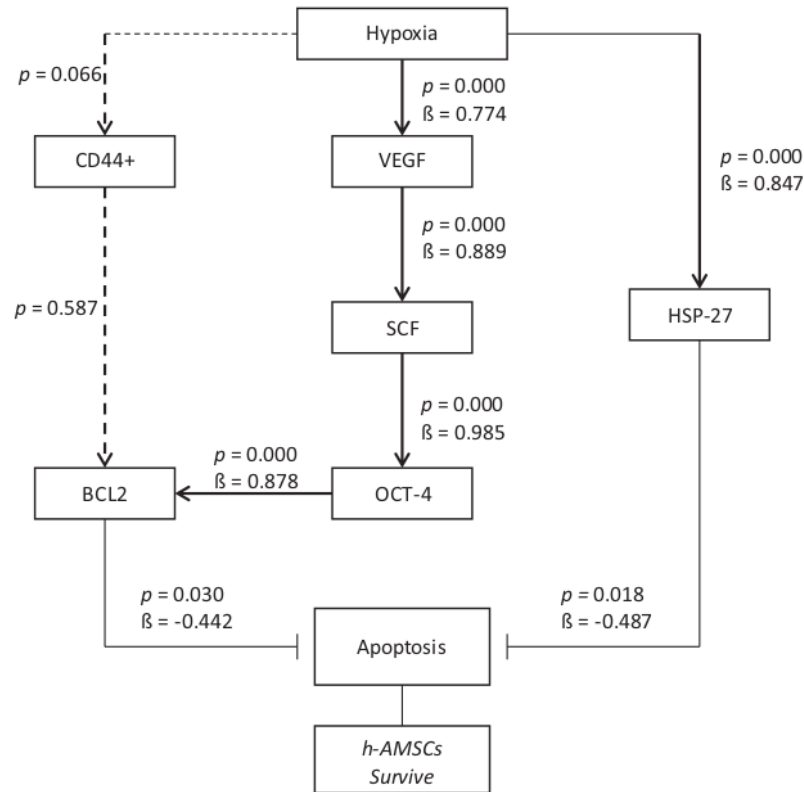 Hypoxia
p = 0.066
p = 0.000
ß = 0.774
CD44+
VEGF
p = 0.000
ß = 0.847
p = 0.000
ß = 0.889
p = 0.587
SCF
HSP-27
p = 0.000
ß = 0.985
p = 0.000
ß = 0.878
BCL2
OCT-4
p = 0.030
ß = -0.442
p = 0.018
ß = -0.487
Apoptosis
h-AMSCs
Survive